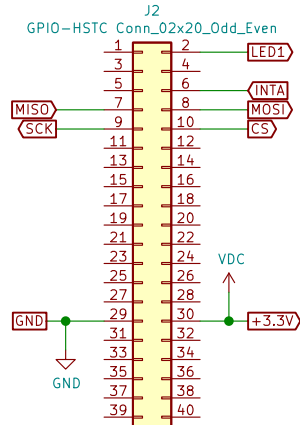 J2
GPIO-HSTC Conn_02x20_Odd_Even
1 2 LED1
3 4
5 6 INTA
MISO 7 8 MOSI
SCK 9 10 CS
11 12
13 14
15 16
17 18
19 20
21 22
23 24
VDC
25 26
27 28
GND 29 30 +3.3V
31 32
33 34
GND
35 36
37 38
39 40